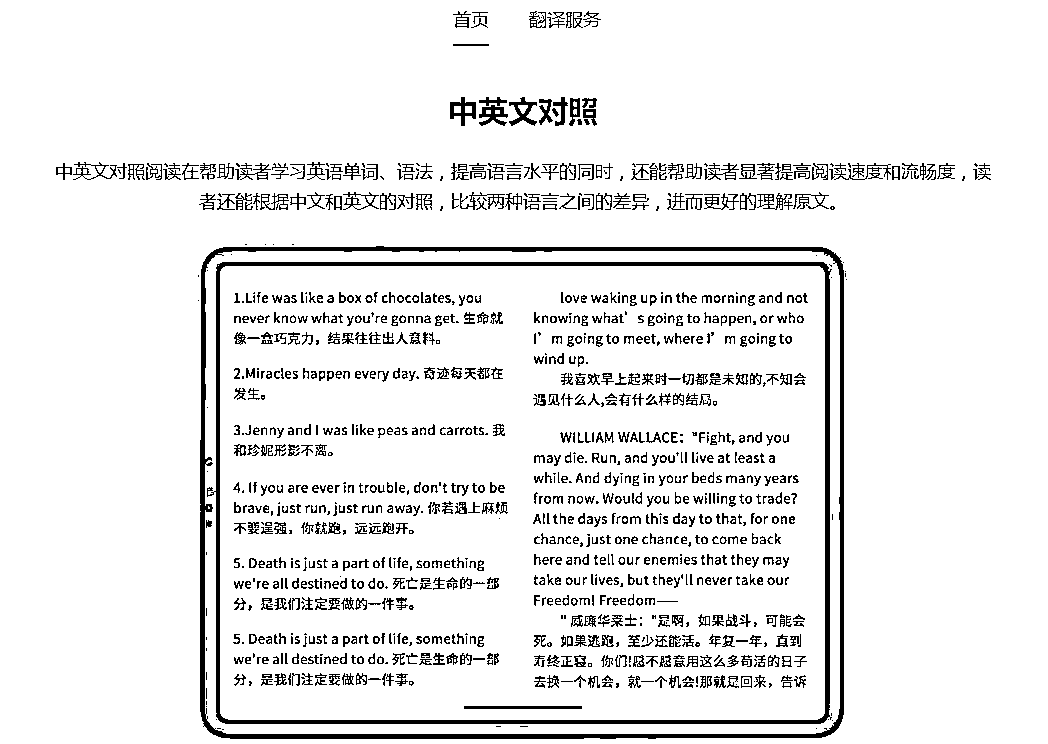 首页 翻译服务
中英文对照
中英文对照阅读在帮助读者学习英语单词、语法，提高语言水平的同时，还能帮助读者显著提高阅读速度和流畅度，读
者还能根据中文和英文的对照，比较两种语言之间的差异，进而更好的理解原文。
1.Life was like a box of chocolates, you
never know what you're gonna get. 生命就
像一盒巧克力，结果往往出人意料。
2.Miracles happen every day. 奇迹每天都在
发生。
3.Jenny and I was like peas and carrots. 我
和珍妮形影不离。
4. If you are ever in trouble, don't try to be
brave, just run, just run away. 你若遇上麻烦
不要逞强，你就跑，远远跑开。
5. Death is just a part of life, something
we're all destined to do. 死亡是生命的一部
分，是我们注定要做的一件事。
5. Death is just a part of life, something
we're all destined to do. 死亡是生命的一部
分，是我们注定要做的一件事。
love waking up in the morning and not
knowing what’s going to happen, or who
I’m going to meet, where I’m going to
wind up.
我喜欢早上起来时一切都是未知的,不知会
遇见什么人,会有什么样的结局。
WILLIAM WALLACE："Fight, and you
may die. Run, and you'll live at least a
while. And dying in your beds many years
from now. Would you be willing to trade?
All the days from this day to that, for one
chance, just one chance, to come back
here and tell our enemies that they may
take our lives, but they'll never take our
Freedom! Freedom——
" 威廉华莱士："是啊，如果战斗，可能会
死。如果逃跑，至少还能活。年复一年，直到
寿终正寝。你们!愿不愿意用这么多苟活的日子
去换一个机会，就一个机会!那就是回来，告诉